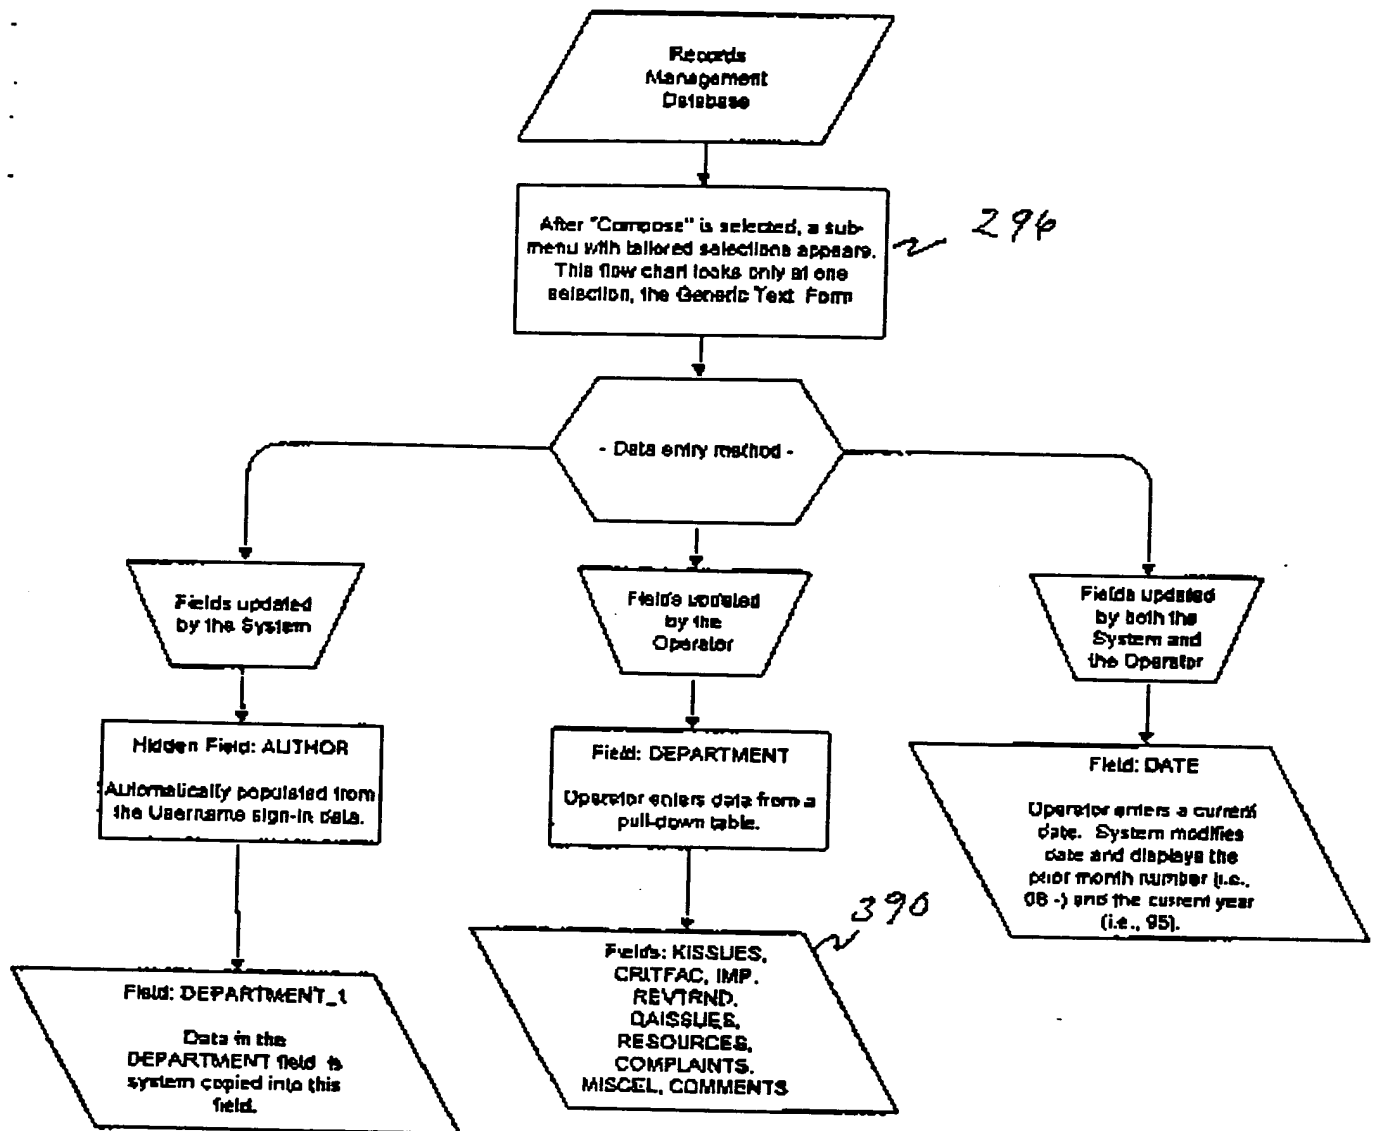 Records
Management
Database
After "Compose" is selected, a sub-
menu with tailored selections appears.
This flow chart looks only at one
selection, the Generic Text Form
296
- Data entry method -
Fields updated
by the System
Fields updated
by the
Operator
Fields updated
by both the
System and
the Operator
Hidden Field: AUTHOR
Automatically populated from
the Username sign-in data.
Field: DEPARTMENT
Operator enters data from a
pull-down table.
Field: DATE
Operator enters a current
date. System modifies
date and displays the
prior month number (i.e.,
08 -) and the current year
(i.e., 95).
390
Field: DEPARTMENT_1
Data in the
DEPARTMENT field is
system copied into this
field.
Fields: KISSUES,
CRITFAC, IMP.
REVTRND.
QAISSUES,
RESOURCES,
COMPLAINTS.
MISCEL, COMMENTS